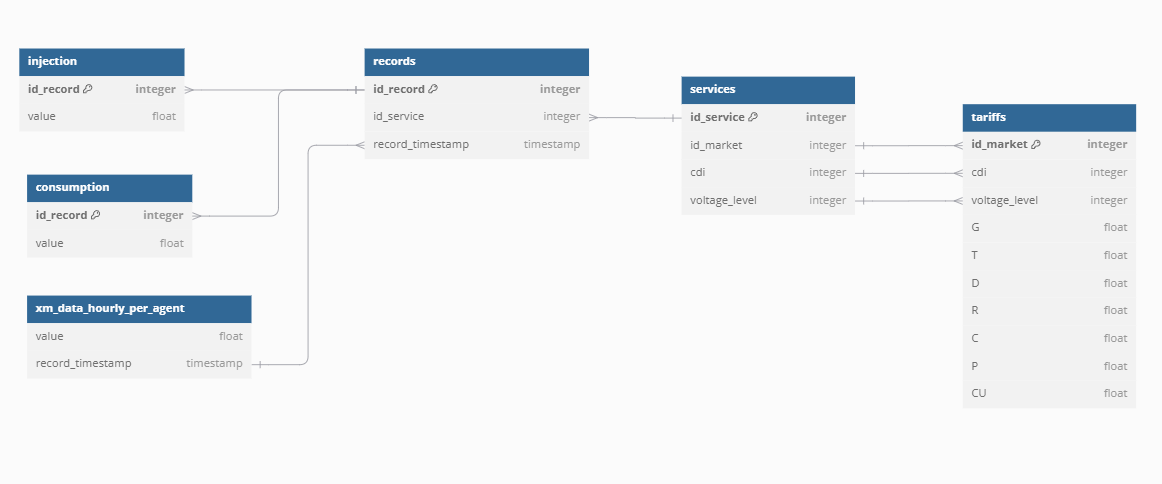 injection
id_record integer
value float
consumption
id_record integer
value float
xm_data_hourly_per_agent
value float
record_timestamp timestamp
records
id_record integer
id_service integer
record_timestamp timestamp
services
id_service integer
id_market integer
cdi integer
voltage_level integer
tariffs
id_market integer
cdi integer
voltage_level integer
G float
T float
D float
R float
C float
P float
CU float